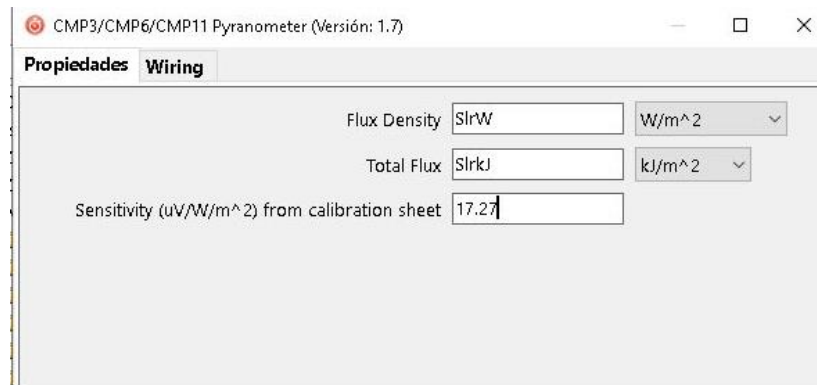 CMP3/CMP6/CMP11 Pyranometer (Versión: 1.7)
Propiedades Wiring
Flux Density SlrW W/m^2
Total Flux SlrkJ kJ/m^2
Sensitivity (uV/W/m^2) from calibration sheet 17.27